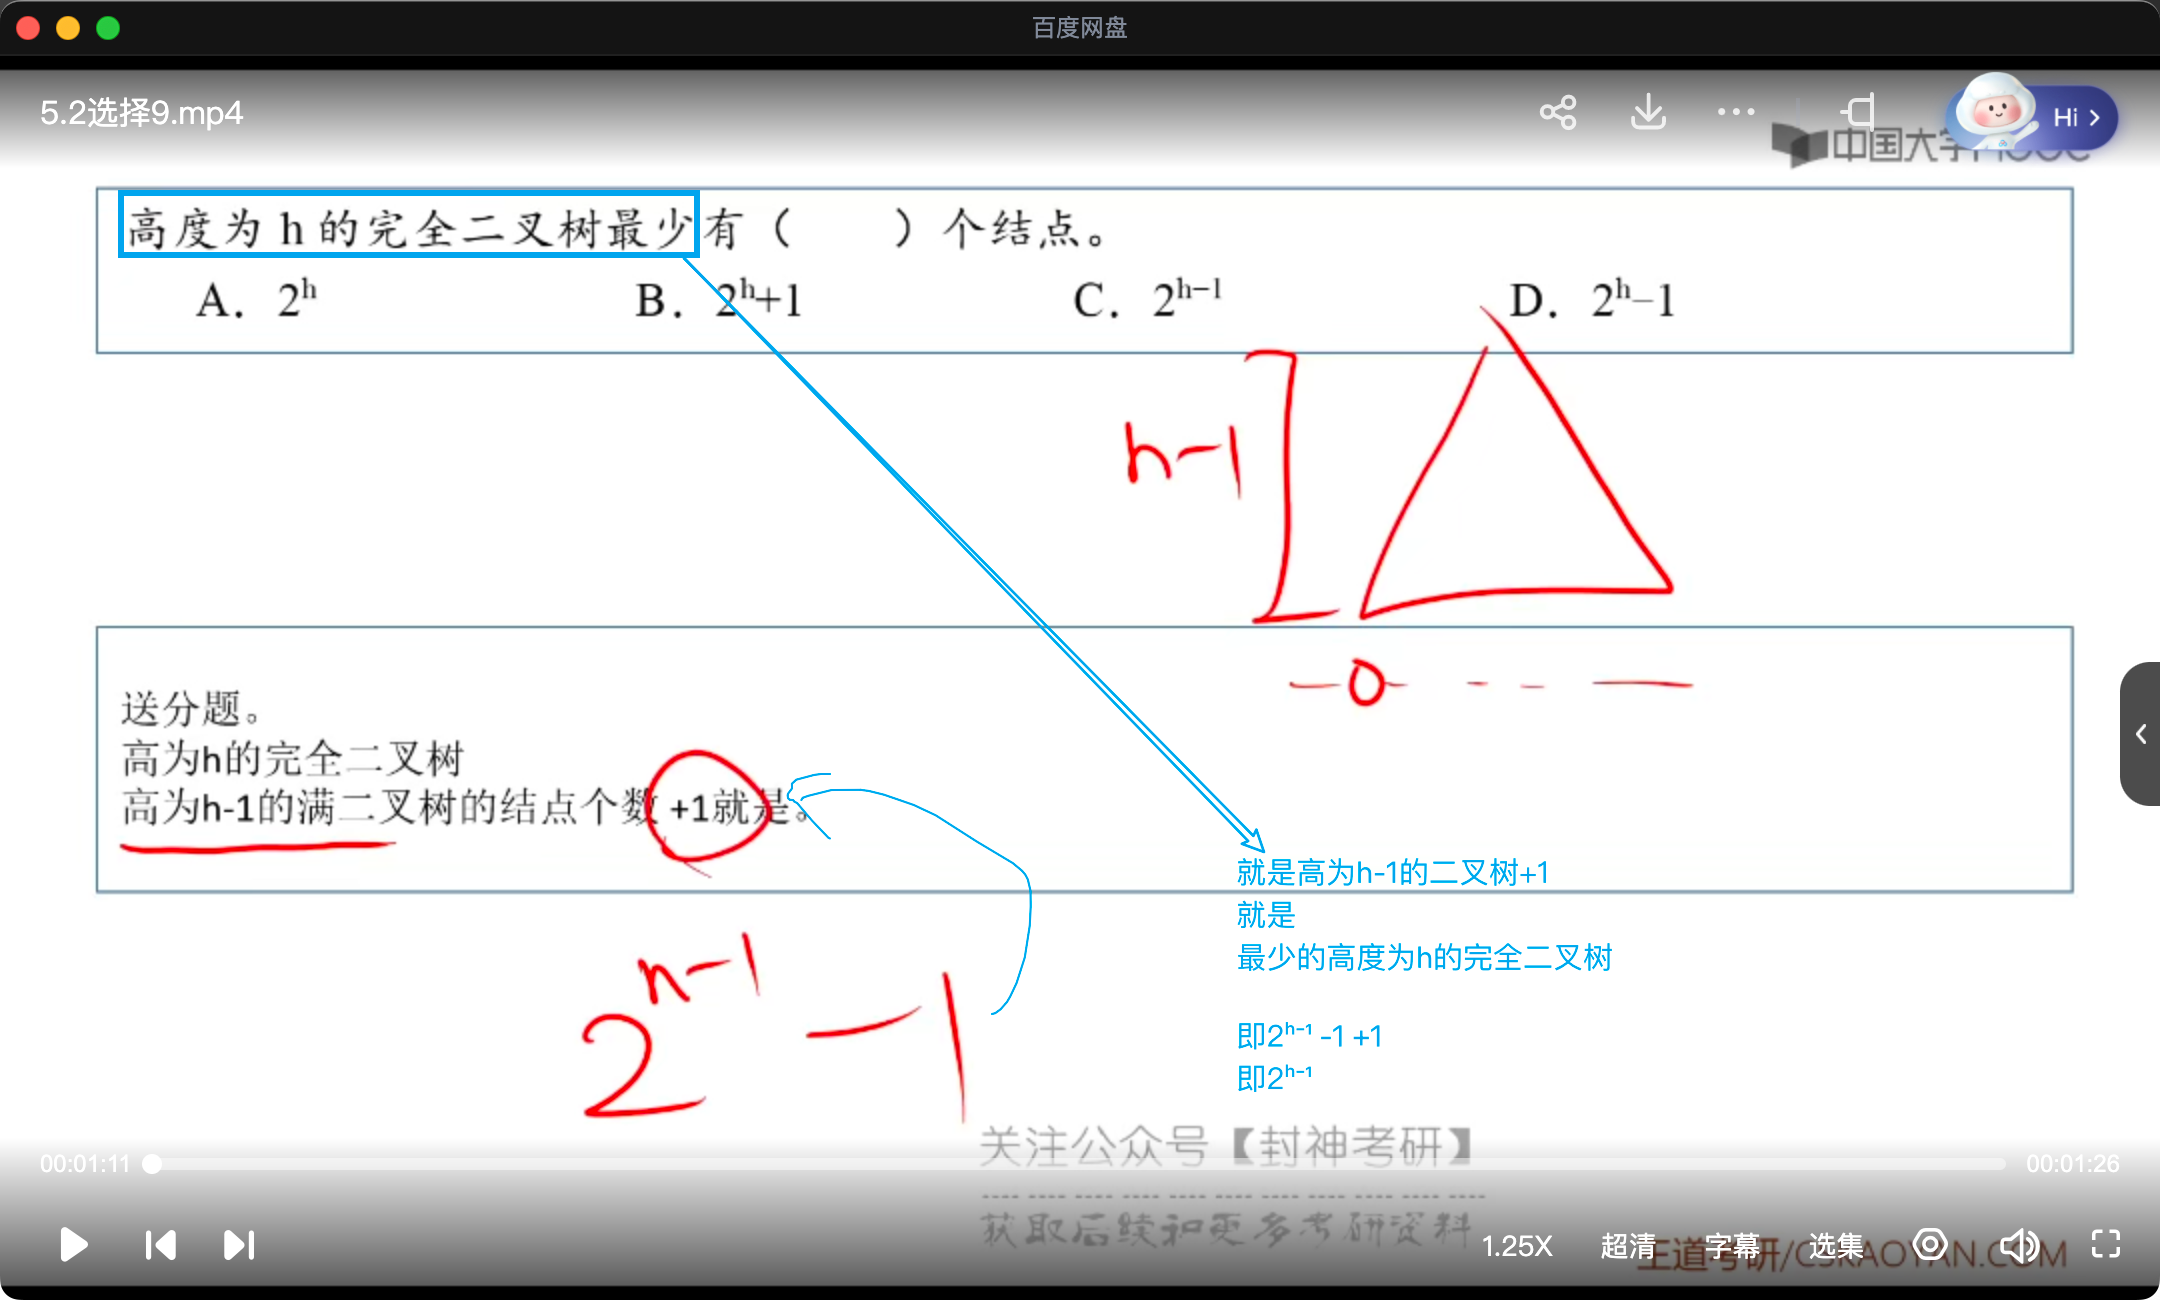 百度网盘
5.2选择9.mp4
Hi
中国大学MOOC
高度为 h 的完全二叉树最少有（　　）个结点。
A. 2ʰ B. 2ʰ+1 C. 2ʰ⁻¹ D. 2ʰ–1
h-1
送分题。
高为h的完全二叉树
高为h-1的满二叉树的结点个数 +1就是。
就是高为h-1的二叉树+1
就是
最少的高度为h的完全二叉树
2ʰ⁻¹ -1
即2ʰ⁻¹ -1 +1
即2ʰ⁻¹
关注公众号【封神考研】
00:01:11 00:01:26
获取后续和更多考研资料
1.25X 超清 字幕 选集
王道考研/CSKAOYAN.COM